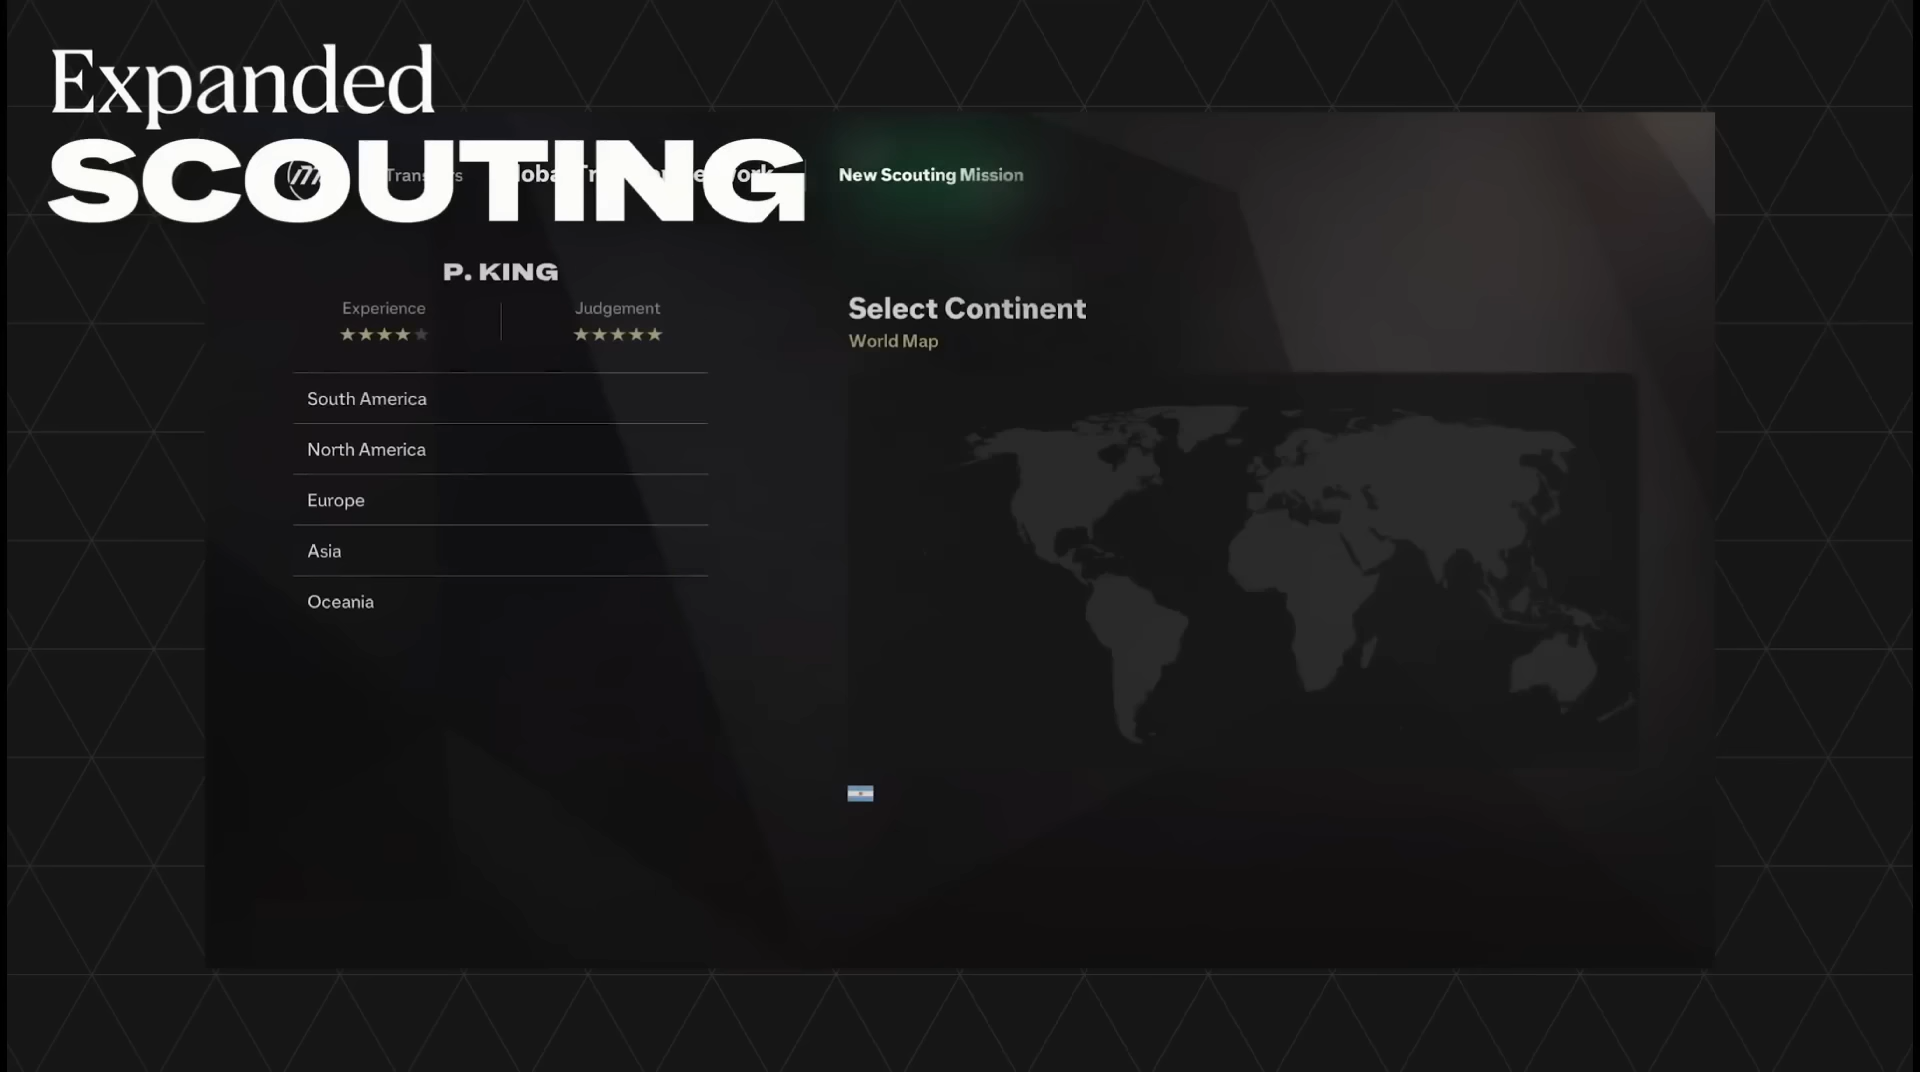 Expanded
SCOUTING
New Scouting Mission
P. KING
Experience
Judgement
Select Continent
World Map
South America
North America
Europe
Asia
Oceania